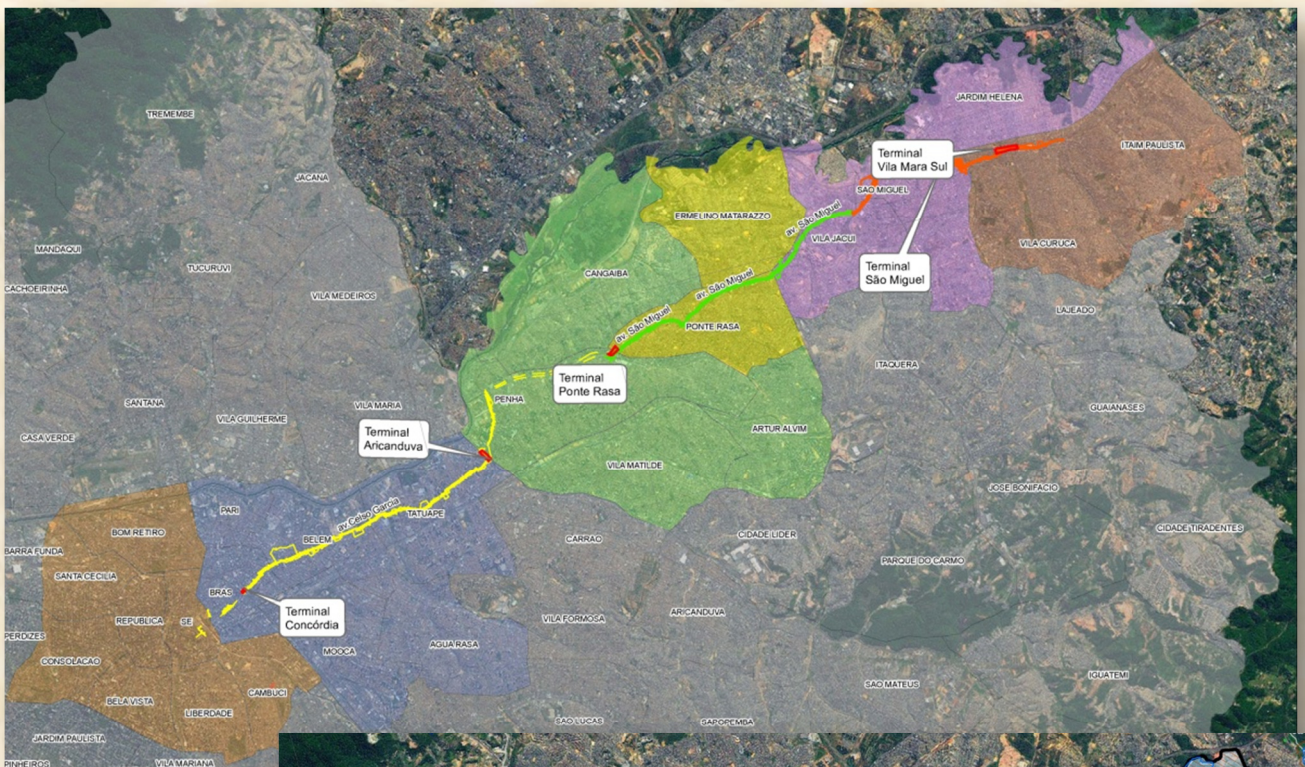 TREMEMBE
JARDIM HELENA
ITAIM PAULISTA
Terminal
Vila Mara Sul
JACANA
SAO MIGUEL
ERMELINO MATARAZZO
av. São Miguel
VILA JACUI
MANDAQUI
VILA CURUCA
TUCURUVI
CANGAIBA
Terminal
São Miguel
CACHOEIRINHA
VILA MEDEIROS
av. São Miguel
LAJEADO
av. São Miguel
PONTE RASA
ITAQUERA
Terminal
Ponte Rasa
PENHA
SANTANA
VILA MARIA
GUAIANASES
VILA GUILHERME
ARTUR ALVIM
CASA VERDE
Terminal
Aricanduva
VILA MATILDE
JOSE BONIFACIO
av.Celso Garcia
PARI
TATUAPE
CIDADE TIRADENTES
BOM RETIRO
CIDADE LIDER
BELEM
CARRAO
BARRA FUNDA
PARQUE DO CARMO
SANTA CECILIA
BRAS
ARICANDUVA
Terminal
Concórdia
REPUBLICA
SE
VILA FORMOSA
PERDIZES
AGUA RASA
MOOCA
CONSOLACAO
IGUATEMI
SAO MATEUS
CAMBUCI
BELA VISTA
LIBERDADE
SAO LUCAS
SAPOPEMBA
JARDIM PAULISTA
PINHEIROS
VILA MARIANA